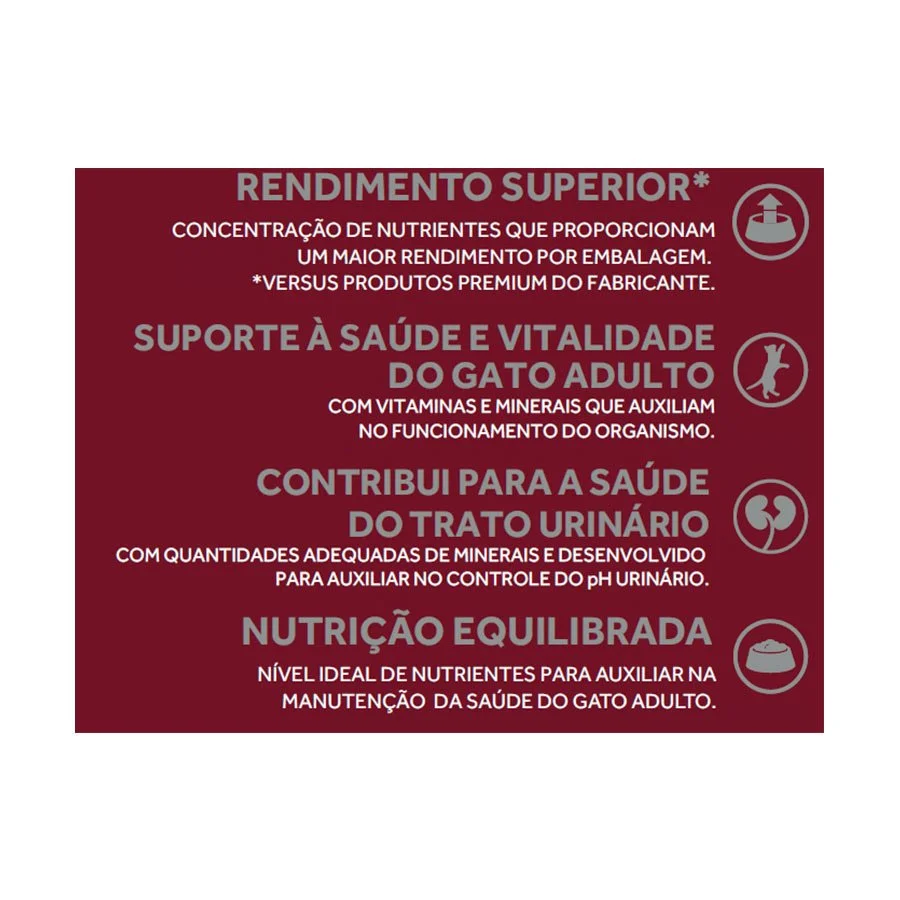 RENDIMENTO SUPERIOR*
CONCENTRAÇÃO DE NUTRIENTES QUE PROPORCIONAM
UM MAIOR RENDIMENTO POR EMBALAGEM.
*VERSUS PRODUTOS PREMIUM DO FABRICANTE.
SUPORTE À SAÚDE E VITALIDADE
DO GATO ADULTO
COM VITAMINAS E MINERAIS QUE AUXILIAM
NO FUNCIONAMENTO DO ORGANISMO.
CONTRIBUI PARA A SAÚDE
DO TRATO URINÁRIO
COM QUANTIDADES ADEQUADAS DE MINERAIS E DESENVOLVIDO
PARA AUXILIAR NO CONTROLE DO pH URINÁRIO.
NUTRIÇÃO EQUILIBRADA
NÍVEL IDEAL DE NUTRIENTES PARA AUXILIAR NA
MANUTENÇÃO DA SAÚDE DO GATO ADULTO.